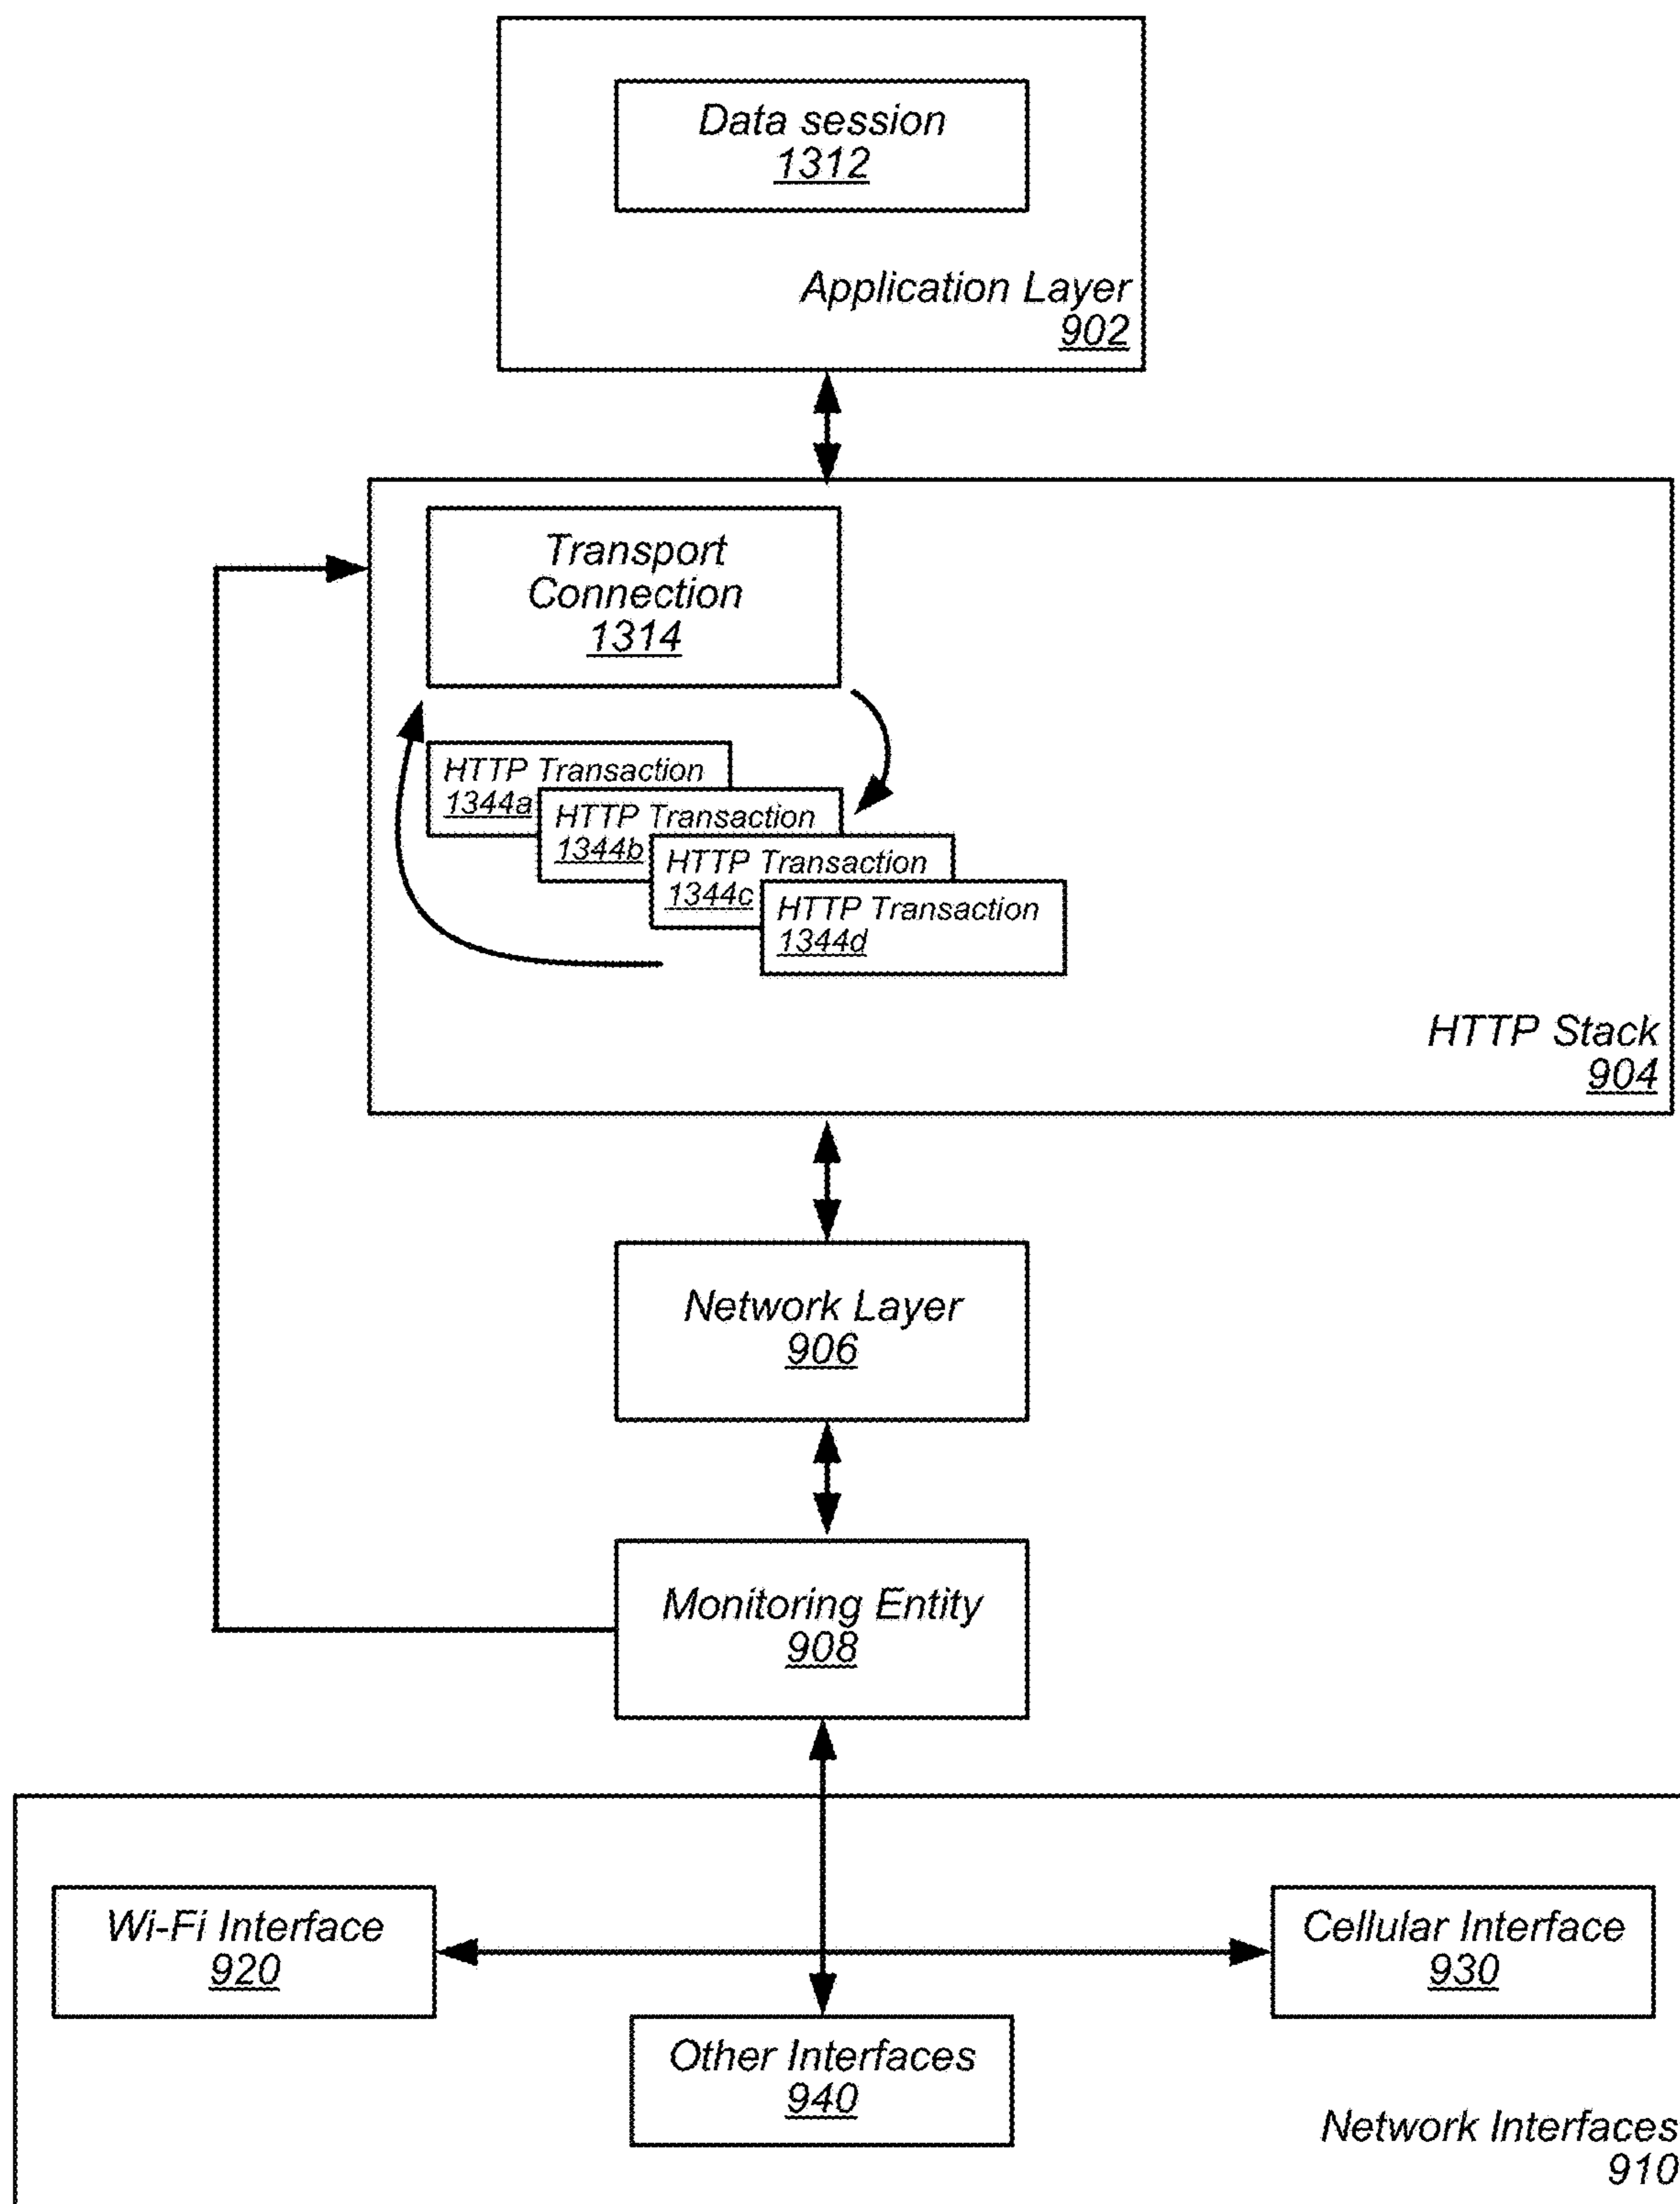 Data session
1312
Application Layer
902
Transport
Connection
1314
HTTP Transaction
1344a
HTTP Transaction
1344b
HTTP Transaction
1344c
HTTP Transaction
1344d
HTTP Stack
904
Network Layer
906
Monitoring Entity
908
Wi-Fi Interface
920
Cellular Interface
930
Other Interfaces
940
Network Interfaces
910